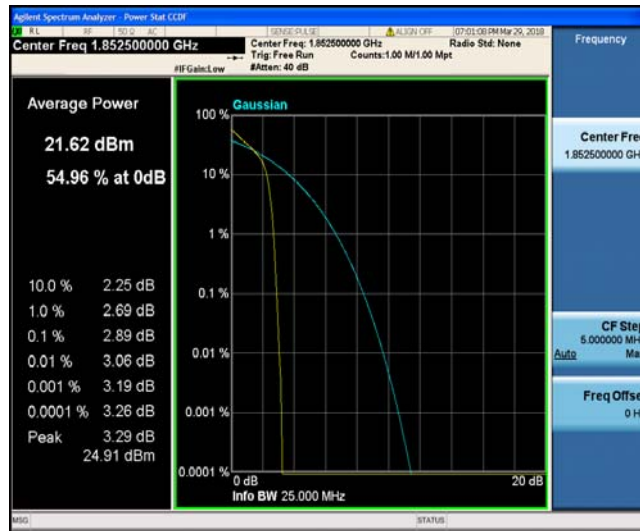 Agilent Spectrum Analyzer - Power Stat CCDF
RL RF 50 Ω AC SENSE:PULSE ALIGN OFF 07:01:08 PM Mar 29, 2018
Center Freq 1.852500000 GHz
Center Freq: 1.852500000 GHz Radio Std: None
Trig: Free Run Counts:1.00 M/1.00 Mpt
#IFGain:Low #Atten: 40 dB
Frequency
Average Power
21.62 dBm
54.96 % at 0dB
10.0 % 2.25 dB
1.0 % 2.69 dB
0.1 % 2.89 dB
0.01 % 3.06 dB
0.001 % 3.19 dB
0.0001 % 3.26 dB
Peak 3.29 dB
24.91 dBm
Gaussian
100 %
10 %
1 %
0.1 %
0.01 %
0.001 %
0.0001 %
0 dB 20 dB
Info BW 25.000 MHz
Center Fre
1.852500000 GH
CF Step
5.000000 MH
Auto Ma
Freq Offse
0 H
MSG STATUS